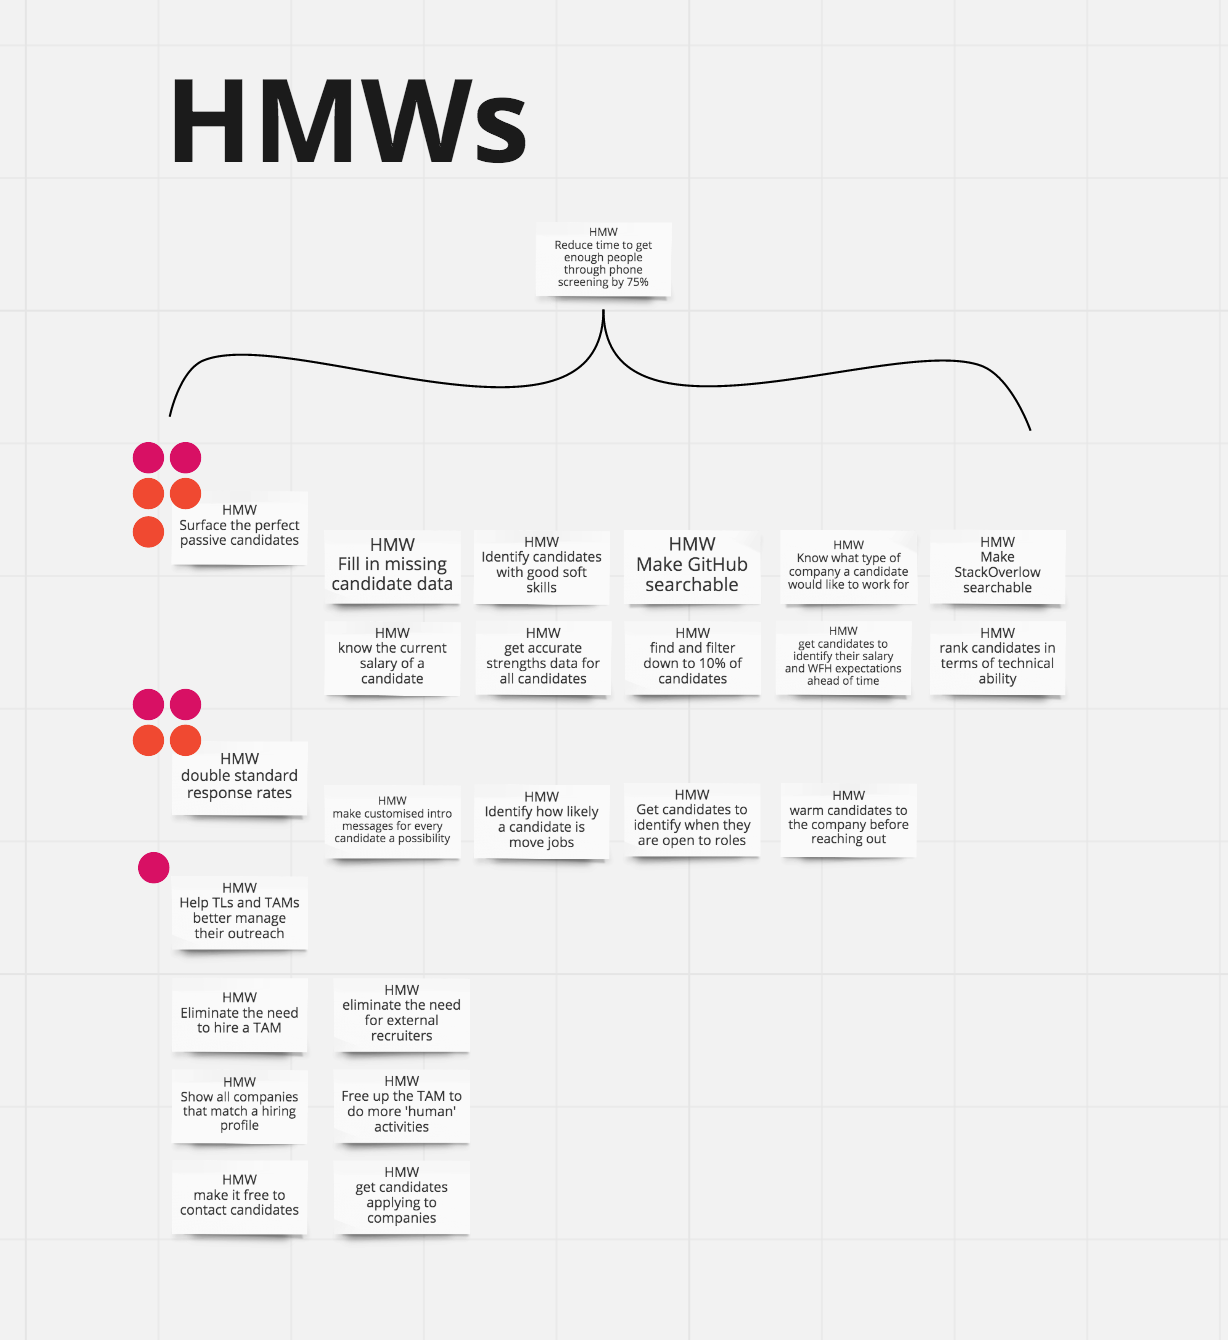 HMWs
HMW
Reduce time to get
enough people
through phone
screening by 75%
HMW
Surface the perfect
passive candidates
HMW
Fill in missing
candidate data
HMW
Identify candidates
with good soft
skills
HMW
Make GitHub
searchable
HMW
Know what type of
company a candidate
would like to work for
HMW
Make
StackOverlow
searchable
HMW
know the current
salary of a
candidate
HMW
get accurate
strengths data for
all candidates
HMW
find and filter
down to 10% of
candidates
HMW
get candidates to
identify their salary
and WFH expectations
ahead of time
HMW
rank candidates in
terms of technical
ability
HMW
double standard
response rates
HMW
make customised intro
messages for every
candidate a possibility
HMW
Identify how likely
a candidate is
move jobs
HMW
Get candidates to
identify when they
are open to roles
HMW
warm candidates to
the company before
reaching out
HMW
Help TLs and TAMs
better manage
their outreach
HMW
Eliminate the need
to hire a TAM
HMW
eliminate the need
for external
recruiters
HMW
Show all companies
that match a hiring
profile
HMW
Free up the TAM to
do more 'human'
activities
HMW
make it free to
contact candidates
HMW
get candidates
applying to
companies